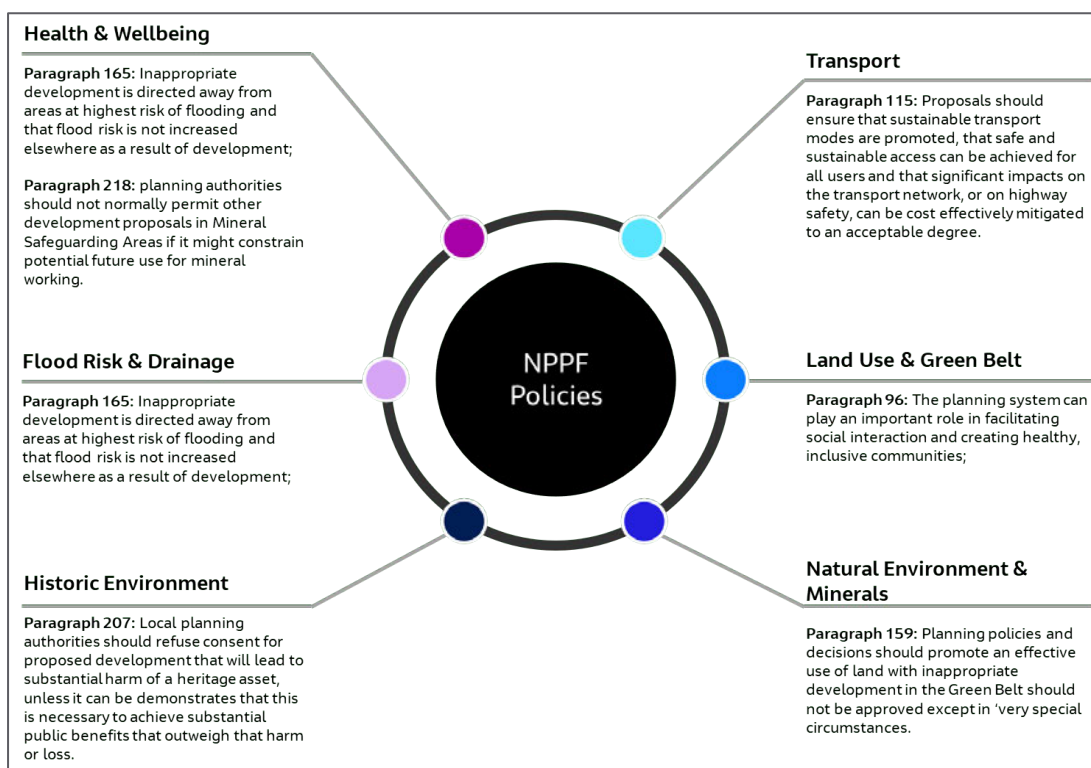 Health & Wellbeing
Paragraph 165: Inappropriate
development is directed away from
areas at highest risk of flooding and
that flood risk is not increased
elsewhere as a result of development;
Paragraph 218: planning authorities
should not normally permit other
development proposals in Mineral
Safeguarding Areas if it might constrain
potential future use for mineral
working.
Flood Risk & Drainage
Paragraph 165: Inappropriate
development is directed away from
areas at highest risk of flooding and
that flood risk is not increased
elsewhere as a result of development;
Historic Environment
Paragraph 207: Local planning
authorities should refuse consent for
proposed development that will lead to
substantial harm of a heritage asset,
unless it can be demonstrates that this
is necessary to achieve substantial
public benefits that outweigh that harm
or loss.
NPPF
Policies
Transport
Paragraph 115: Proposals should
ensure that sustainable transport
modes are promoted, that safe and
sustainable access can be achieved for
all users and that significant impacts on
the transport network, or on highway
safety, can be cost effectively mitigated
to an acceptable degree.
Land Use & Green Belt
Paragraph 96: The planning system can
play an important role in facilitating
social interaction and creating healthy,
inclusive communities;
Natural Environment &
Minerals
Paragraph 159: Planning policies and
decisions should promote an effective
use of land with inappropriate
development in the Green Belt should
not be approved except in ‘very special
circumstances.